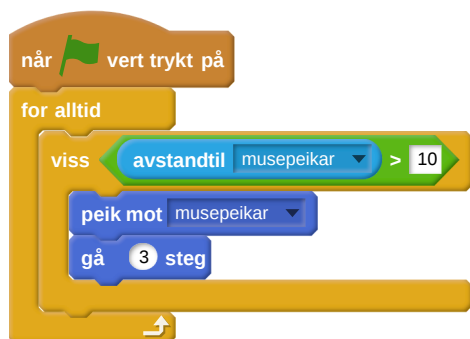 når vert trykt på
for alltid
viss avstandtil musepeikar > 10
peik mot musepeikar
gå 3 steg